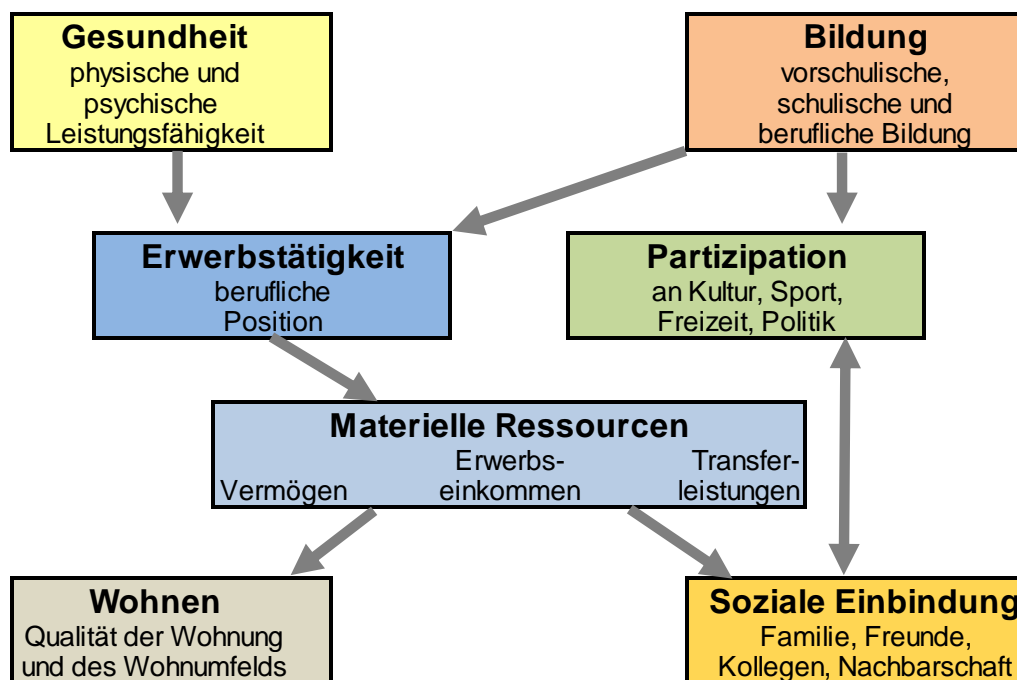 Gesundheit
physische und
psychische
Leistungsfähigkeit
Bildung
vorschulische,
schulische und
berufliche Bildung
Erwerbstätigkeit
berufliche
Position
Partizipation
an Kultur, Sport,
Freizeit, Politik
Materielle Ressourcen
Vermögen
Erwerbs-
einkommen
Transfer-
leistungen
Wohnen
Qualität der Wohnung
und des Wohnumfelds
Soziale Einbindung
Familie, Freunde,
Kollegen, Nachbarschaft